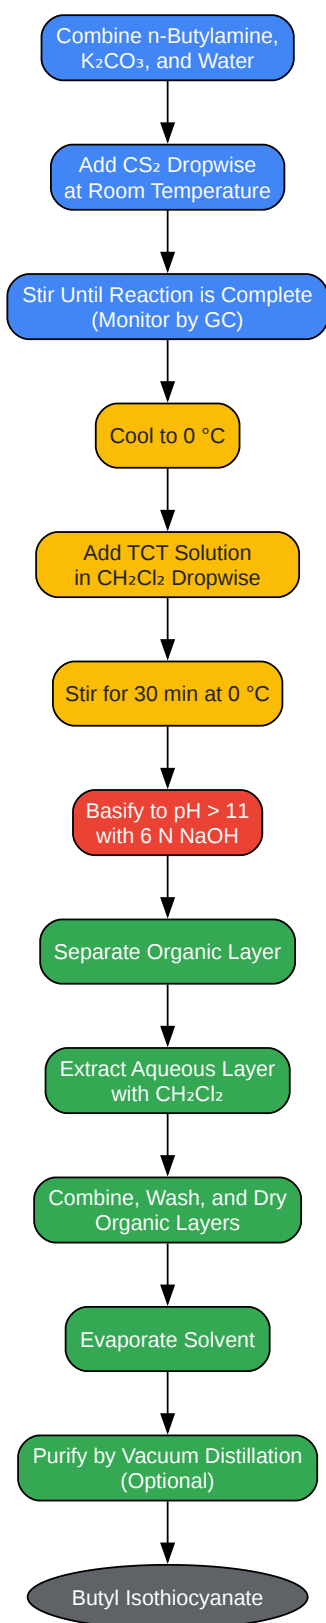 Combine n-Butylamine,
K₂CO₃, and Water
Add CS₂ Dropwise
at Room Temperature
Stir Until Reaction is Complete
(Monitor by GC)
Cool to 0 °C
Add TCT Solution
in CH₂Cl₂ Dropwise
Stir for 30 min at 0 °C
Basify to pH > 11
with 6 N NaOH
Separate Organic Layer
Extract Aqueous Layer
with CH₂Cl₂
Combine, Wash, and Dry
Organic Layers
Evaporate Solvent
Purify by Vacuum Distillation
(Optional)
Butyl Isothiocyanate